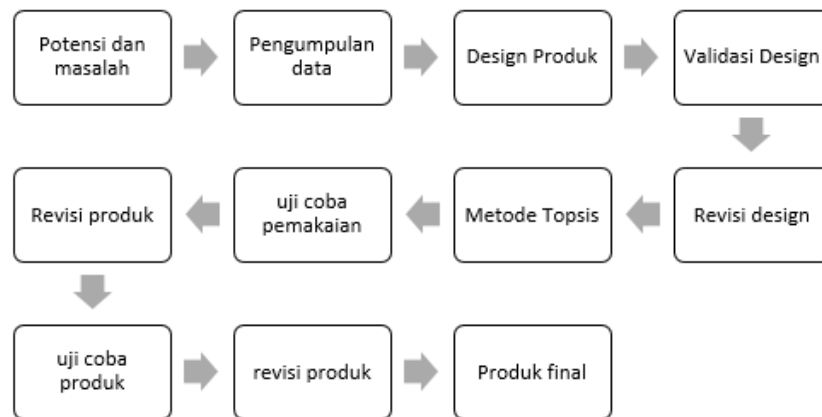 Potensi dan
masalah
Pengumpulan
data
Design Produk
Validasi Design
Revisi design
Metode Topsis
uji coba
pemakaian
Revisi produk
uji coba
produk
revisi produk
Produk final